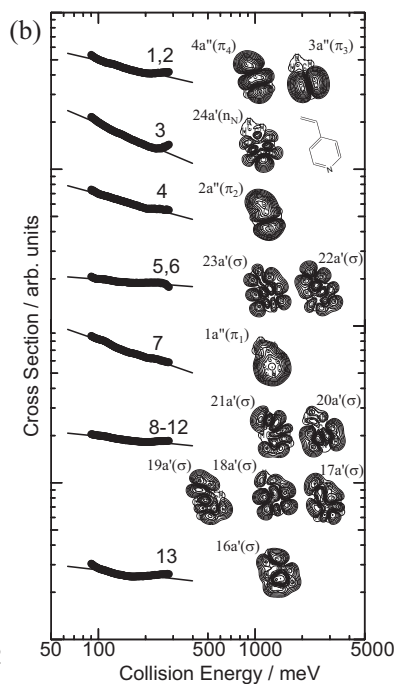 (b)
4a"(π4) 3a"(π3)
1,2
24a'(nN)
3
N
2a"(π2)
4
23a'(σ) 22a'(σ)
5,6
1a"(π1)
7
21a'(σ) 20a'(σ)
8-12
19a'(σ) 18a'(σ) 17a'(σ)
16a'(σ)
13
Cross Section / arb. units
50 100 500 1000 5000
Collision Energy / meV